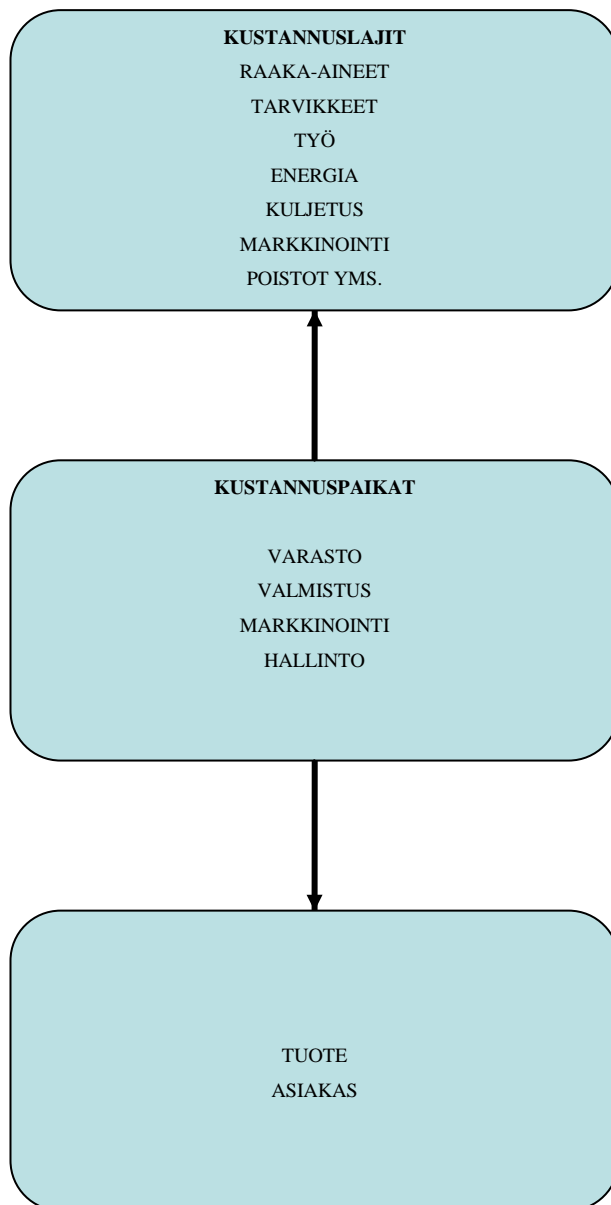 KUSTANNUSLAJIT
RAAKA-AINEET
TARVIKKEET
TYÖ
ENERGIA
KULJETUS
MARKKINOINTI
POISTOT YMS.
KUSTANNUSPAIKAT
VARASTO
VALMISTUS
MARKKINOINTI
HALLINTO
TUOTE
ASIAKAS